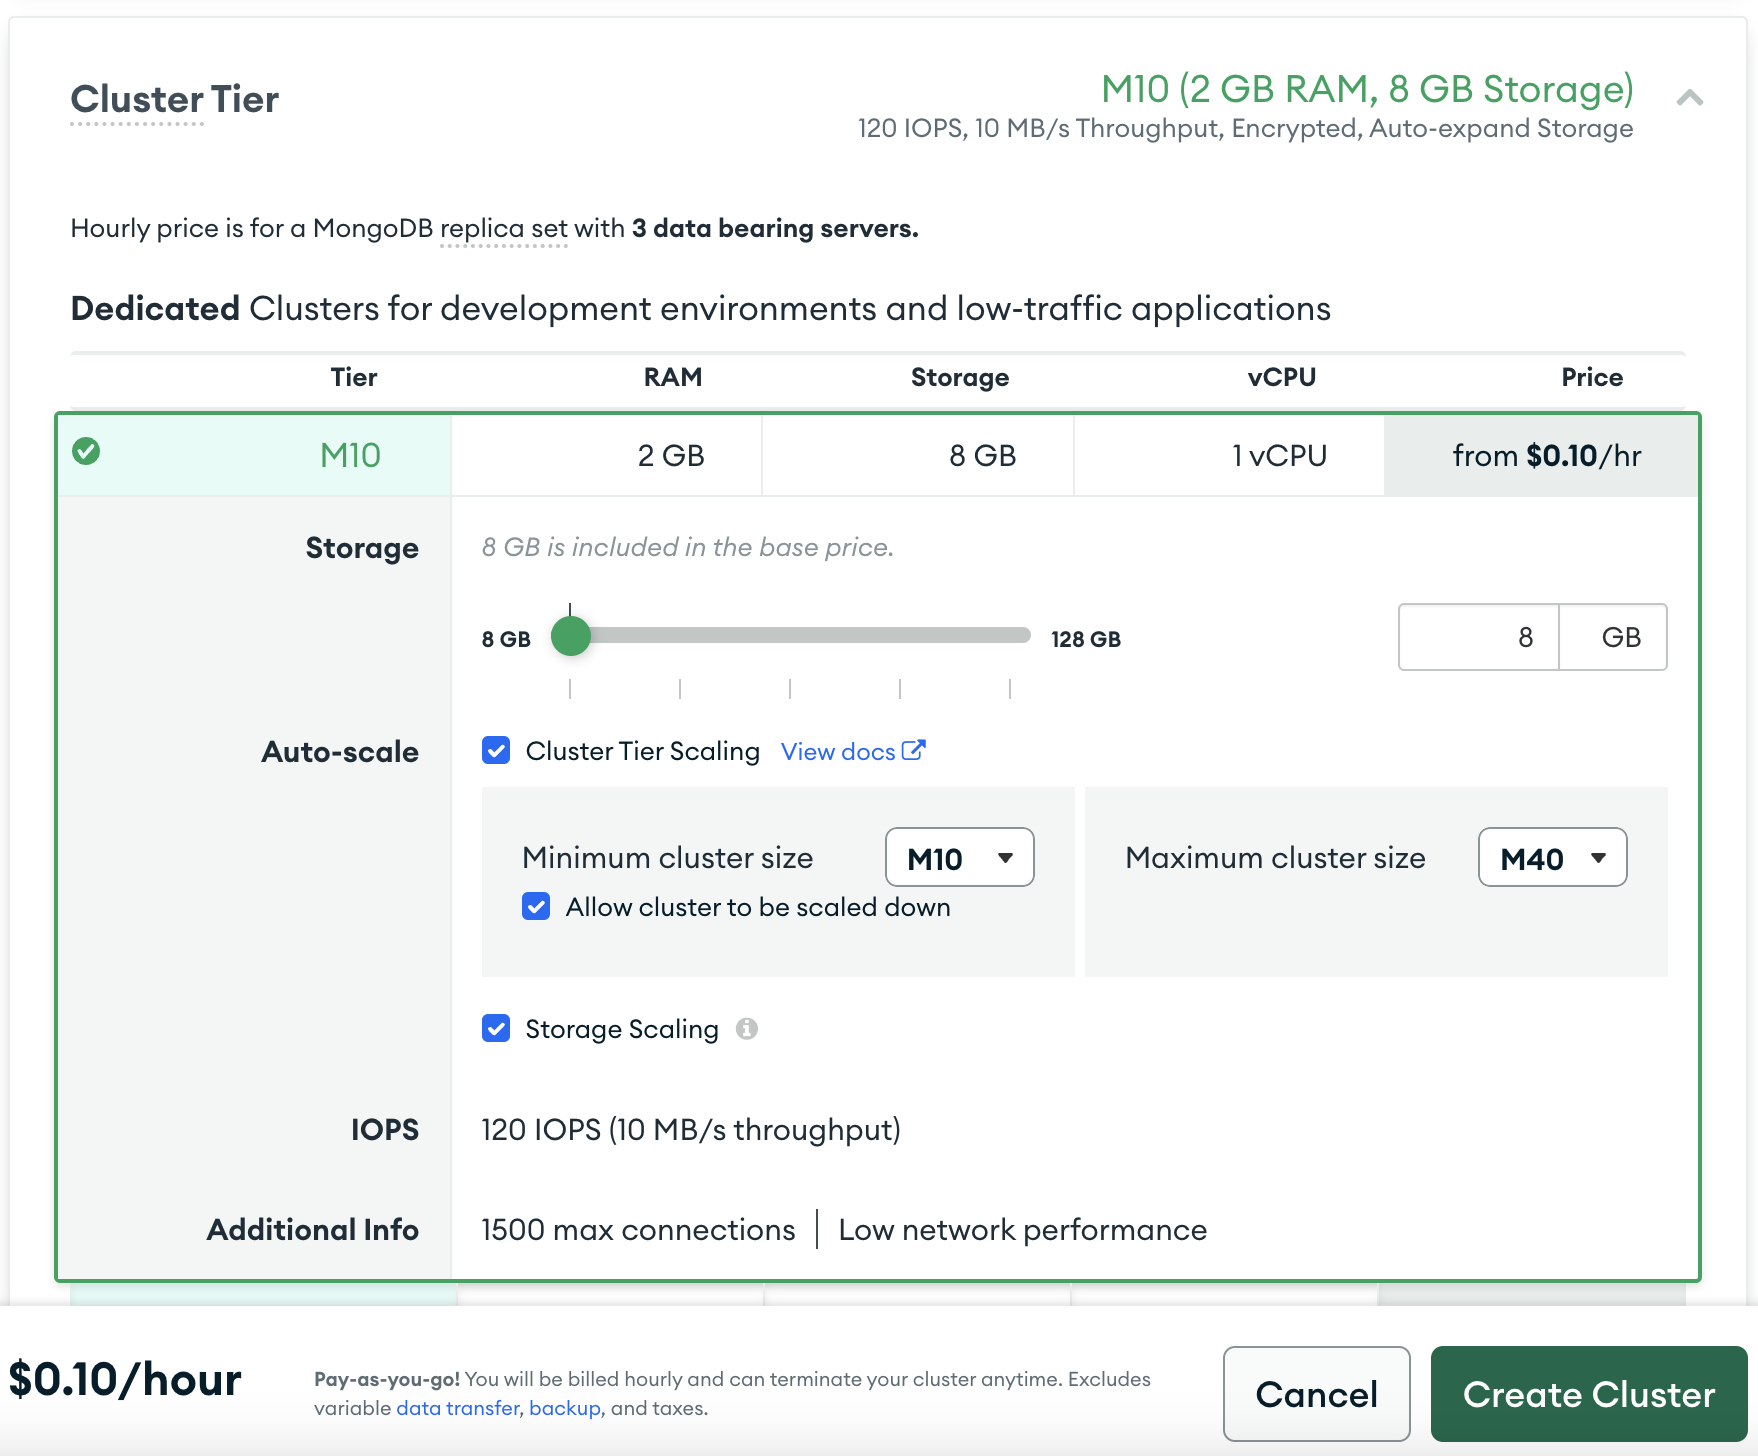 Cluster Tier
M10 (2 GB RAM, 8 GB Storage)
120 IOPS, 10 MB/s Throughput, Encrypted, Auto-expand Storage
Hourly price is for a MongoDB replica set with 3 data bearing servers.
Dedicated Clusters for development environments and low-traffic applications
Tier RAM Storage vCPU Price
M10 2 GB 8 GB 1 vCPU from $0.10/hr
Storage 8 GB is included in the base price.
8 GB 128 GB 8 GB
Auto-scale Cluster Tier Scaling View docs
Minimum cluster size M10 Maximum cluster size M40
Allow cluster to be scaled down
Storage Scaling
IOPS 120 IOPS (10 MB/s throughput)
Additional Info 1500 max connections | Low network performance
$0.10/hour
Pay-as-you-go! You will be billed hourly and can terminate your cluster anytime. Excludes
variable data transfer, backup, and taxes.
Cancel Create Cluster